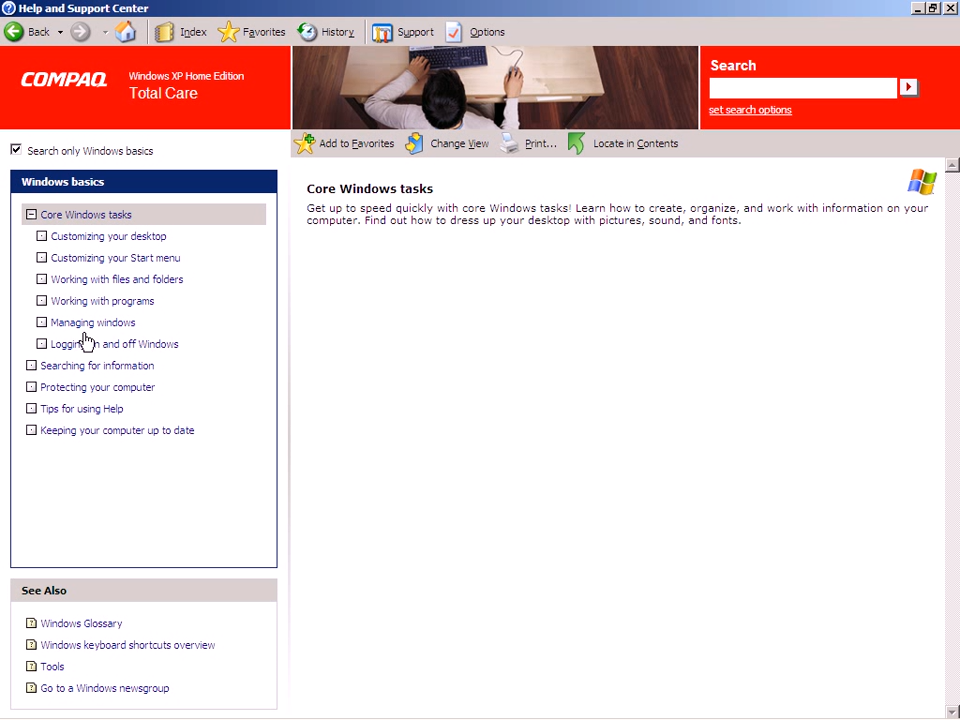 Help and Support Center
Back
Index
Favorites
History
Support
Options
COMPAQ
Windows XP Home Edition
Total Care
Search
set search options
Search only Windows basics
Add to Favorites
Change View
Print...
Locate in Contents
Windows basics
Core Windows tasks
Customizing your desktop
Customizing your Start menu
Working with files and folders
Working with programs
Managing windows
and off Windows
Searching for information
Protecting your computer
Tips for using Help
Keeping your computer up to date
Core Windows tasks
Get up to speed quickly with core Windows tasks! Learn how to create, organize, and work with information on your
computer. Find out how to dress up your desktop with pictures, sound, and fonts.
See Also
Windows Glossary
Windows keyboard shortcuts overview
Tools
Go to a Windows newsgroup